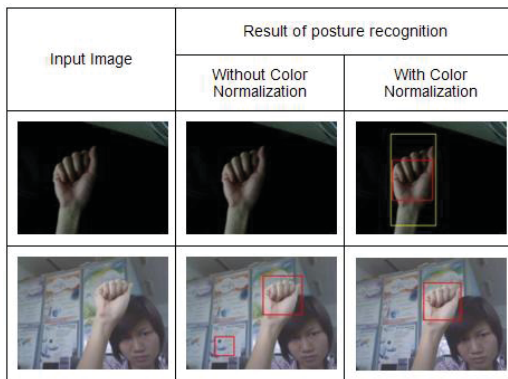 Input Image
Result of posture recognition
Without Color
Normalization
With Color
Normalization